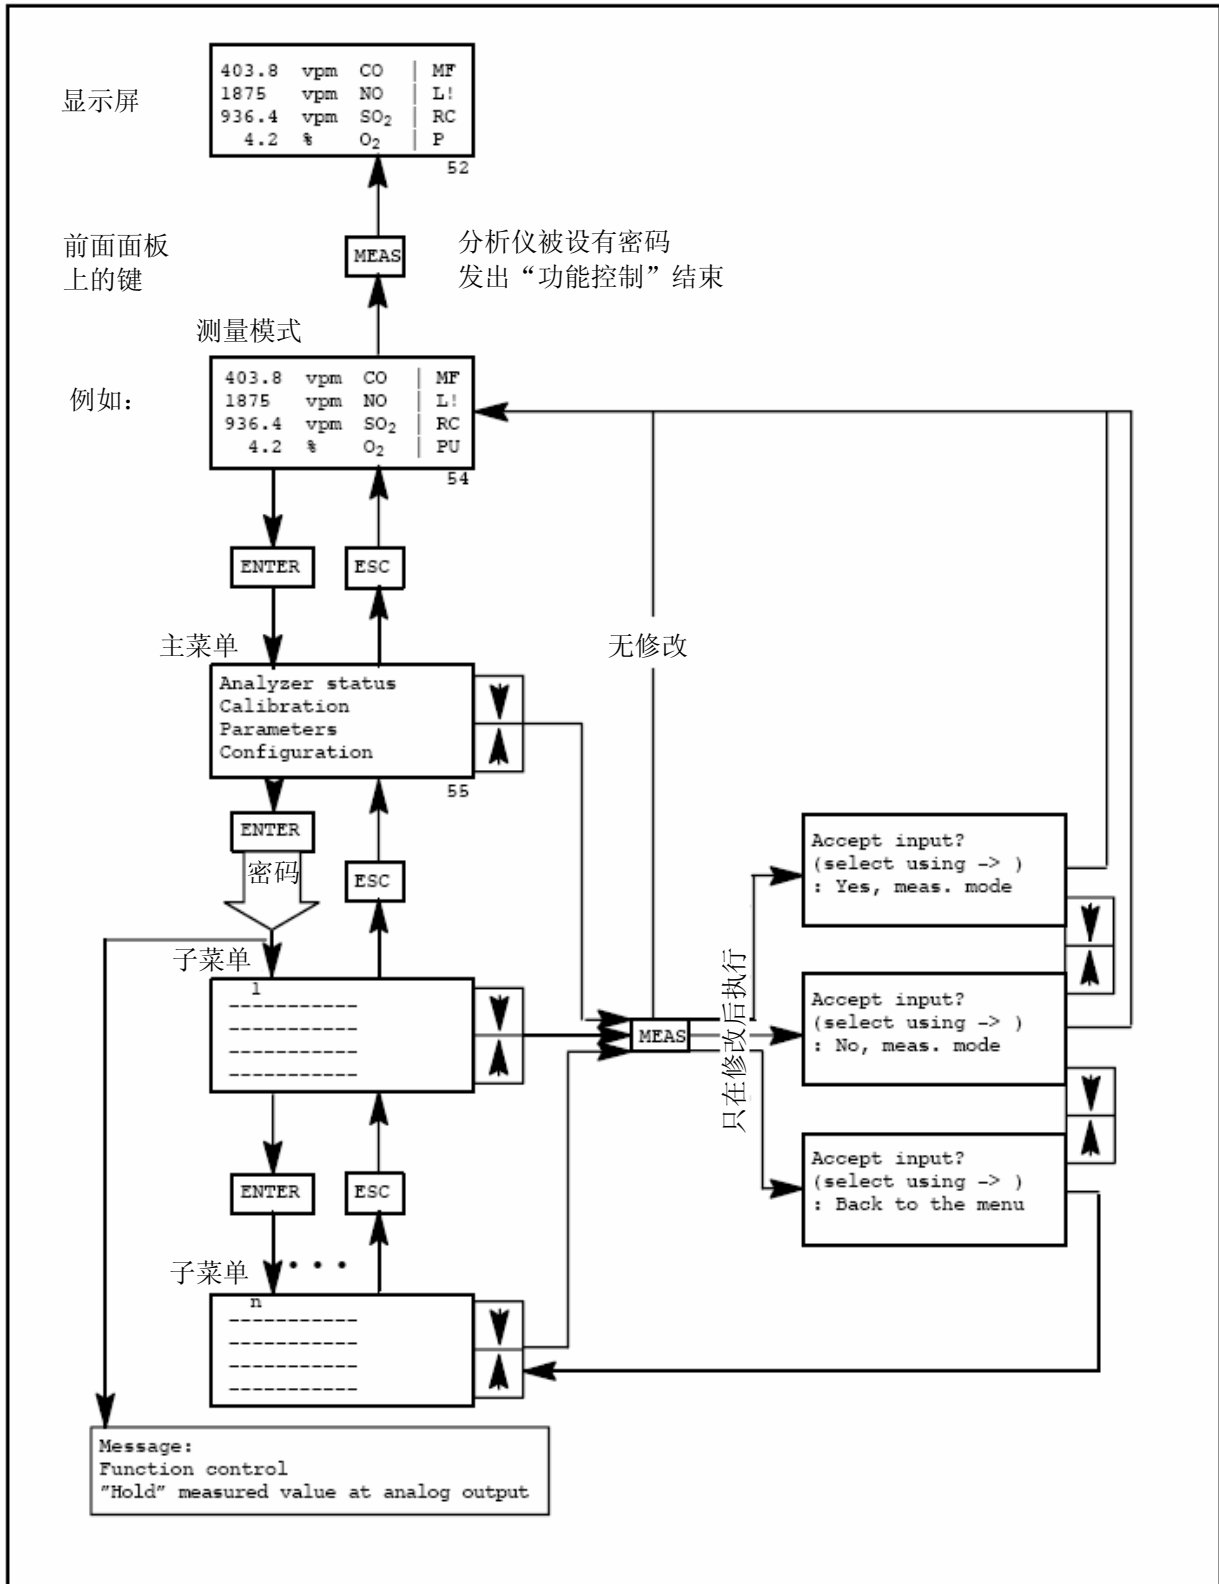 显示屏
403.8 vpm CO | MF
1875 vpm NO | L!
936.4 vpm SO₂ | RC
4.2 % O₂ | P
52
前面面板
上的键
MEAS
分析仪被设有密码
发出“功能控制”结束
测量模式
例如：
403.8 vpm CO | MF
1875 vpm NO | L!
936.4 vpm SO₂ | RC
4.2 % O₂ | PU
54
ENTER
ESC
主菜单
无修改
Analyzer status
Calibration
Parameters
Configuration
55
ENTER
密码
ESC
子菜单
1
-----------
-----------
-----------
-----------
MEAS
只在修改后执行
Accept input?
(select using -> )
: Yes, meas. mode
Accept input?
(select using -> )
: No, meas. mode
Accept input?
(select using -> )
: Back to the menu
ENTER
ESC
子菜单
...
n
-----------
-----------
-----------
-----------
Message:
Function control
"Hold" measured value at analog output